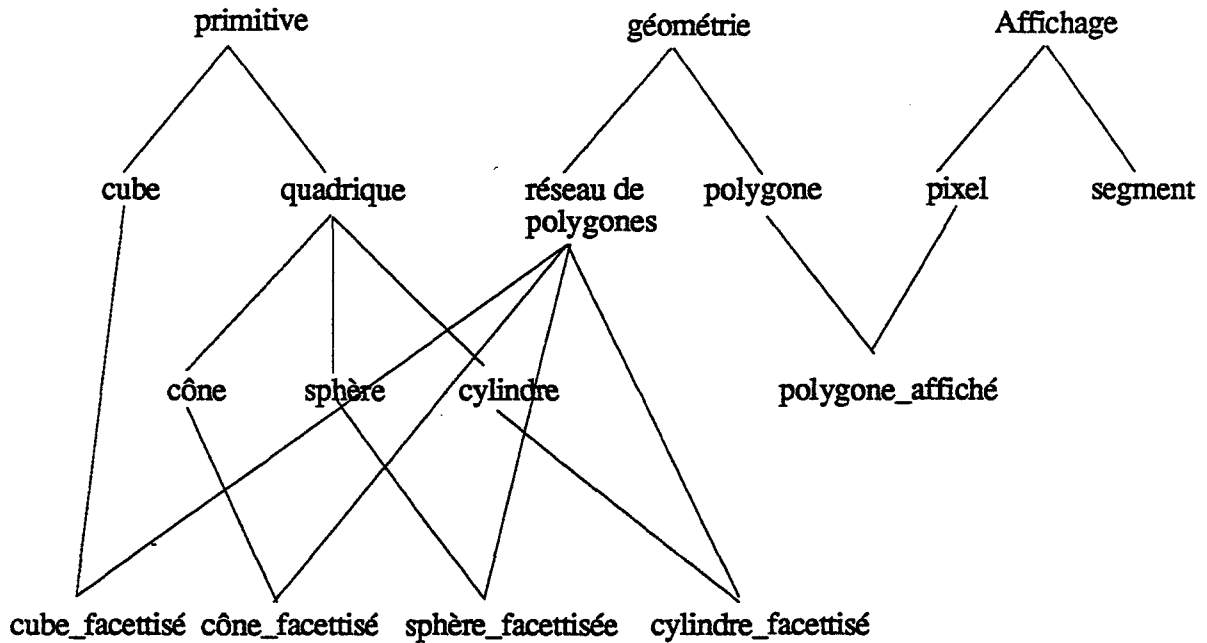 primitive
géométrie
Affichage
cube
quadrique
réseau de
polygones
polygone
pixel
segment
cône
sphère
cylindre
polygone_affiché
cube_facettisé
cône_facettisé
sphère_facettisée
cylindre_facettisé